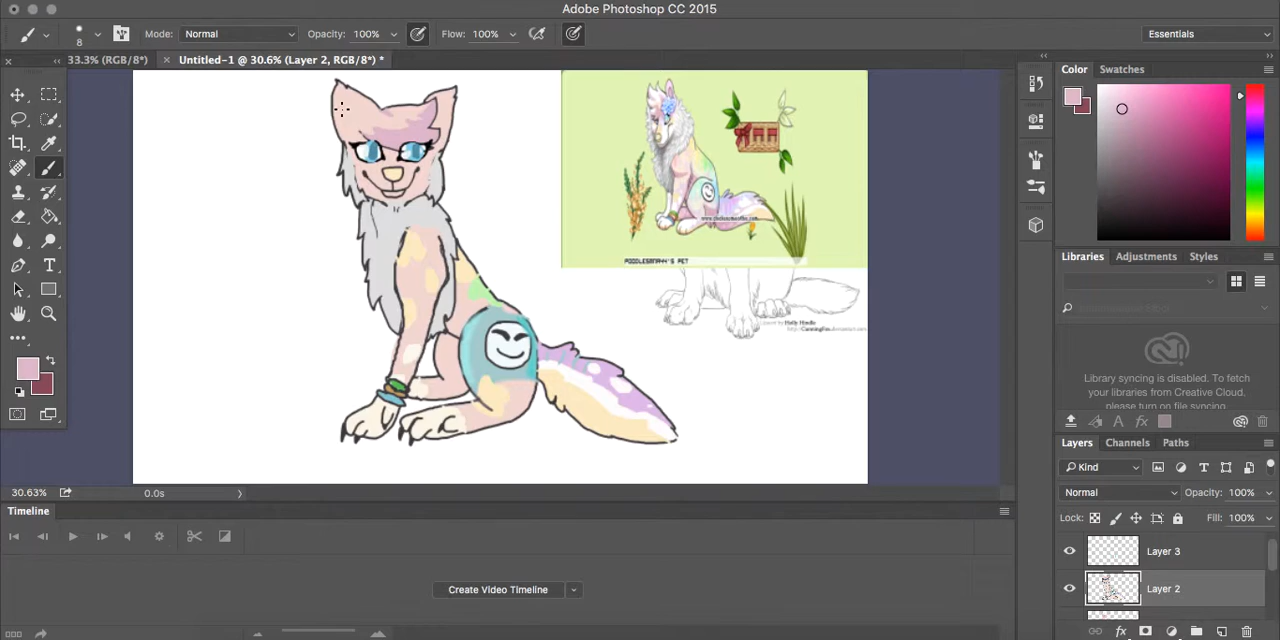 Adobe Photoshop CC 2015
8
Mode: Normal
Opacity: 100%
Flow: 100%
Essentials
33.3% (RGB/8*)
Untitled-1 @ 30.6% (Layer 2, RGB/8*) *
Color
Swatches
Libraries
Adjustments
Styles
Library syncing is disabled. To fetch
your libraries from Creative Cloud,
please turn on file syncing.
Layers
Channels
Paths
Kind
Normal
Opacity: 100%
Lock:
Fill: 100%
Layer 3
Layer 2
fx
30.63%
0.0s
Timeline
Create Video Timeline